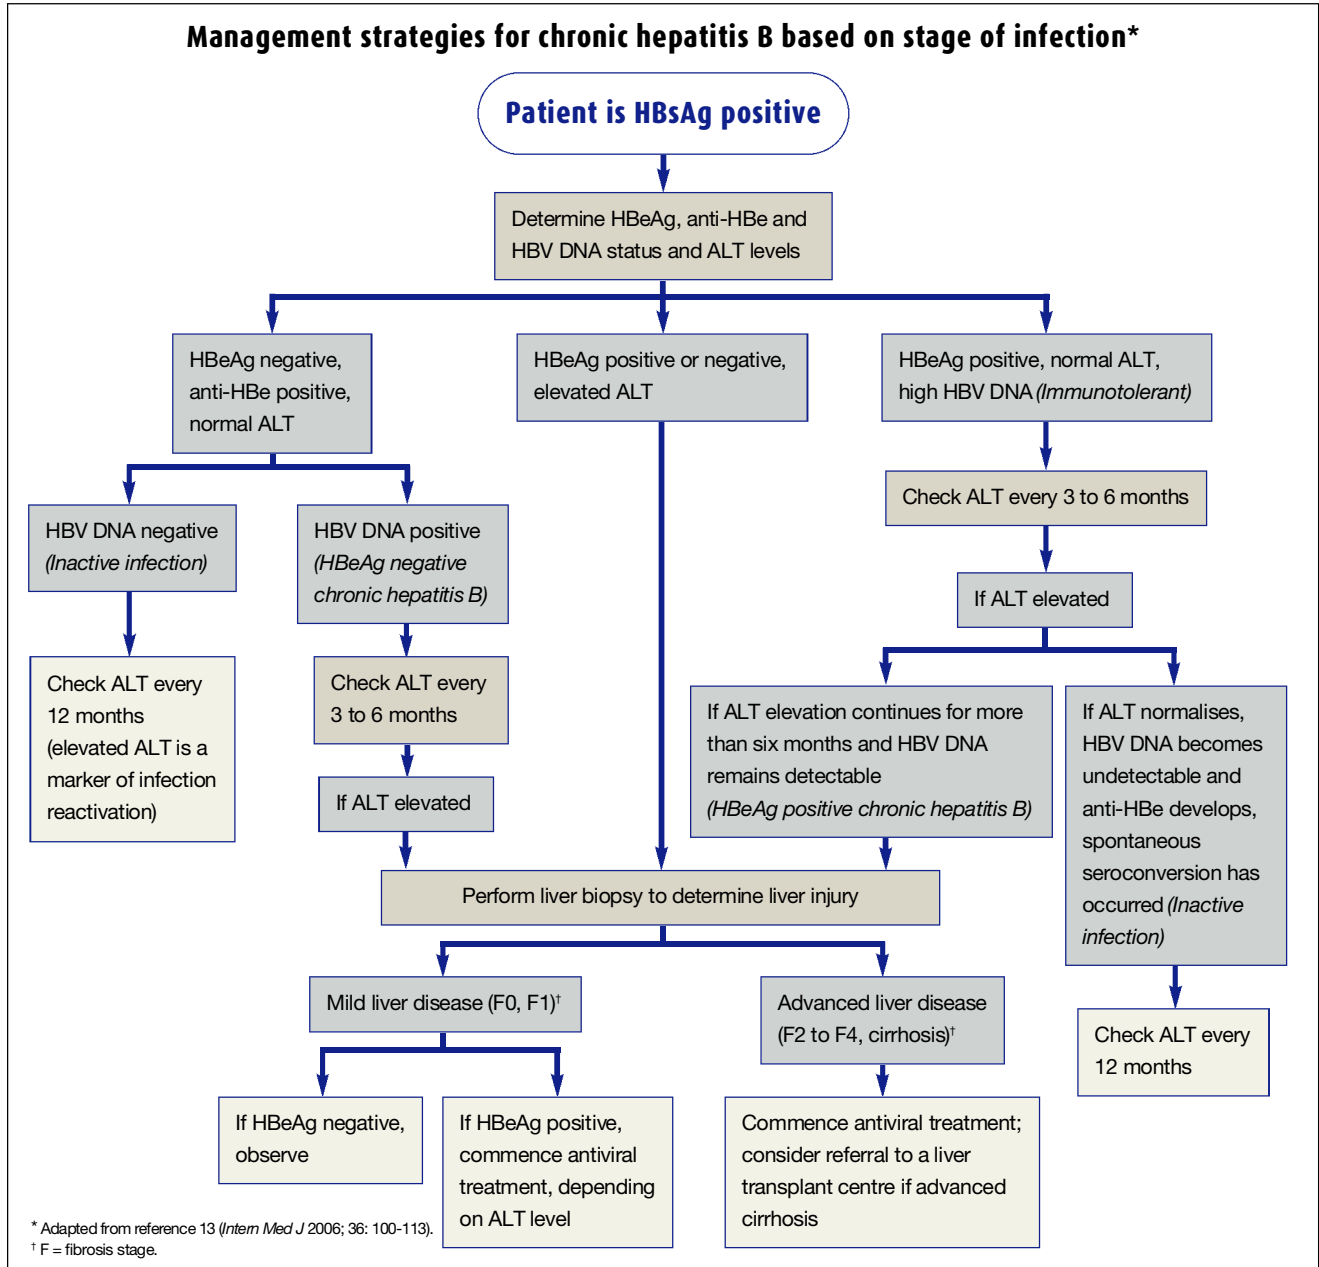 Management strategies for chronic hepatitis B based on stage of infection*
Patient is HBsAg positive
Determine HBeAg, anti-HBe and
HBV DNA status and ALT levels
HBeAg negative,
anti-HBe positive,
normal ALT
HBeAg positive or negative,
elevated ALT
HBeAg positive, normal ALT,
high HBV DNA (Immunotolerant)
HBV DNA negative
(Inactive infection)
HBV DNA positive
(HBeAg negative
chronic hepatitis B)
Check ALT every 3 to 6 months
If ALT elevated
Check ALT every
12 months
(elevated ALT is a
marker of infection
reactivation)
Check ALT every
3 to 6 months
If ALT elevated
If ALT elevation continues for more
than six months and HBV DNA
remains detectable
(HBeAg positive chronic hepatitis B)
If ALT normalises,
HBV DNA becomes
undetectable and
anti-HBe develops,
spontaneous
seroconversion has
occurred (Inactive
infection)
Perform liver biopsy to determine liver injury
Mild liver disease (F0, F1)†
Advanced liver disease
(F2 to F4, cirrhosis)†
Check ALT every
12 months
If HBeAg negative,
observe
If HBeAg positive,
commence antiviral
treatment, depending
on ALT level
Commence antiviral treatment;
consider referral to a liver
transplant centre if advanced
cirrhosis
* Adapted from reference 13 (Intern Med J 2006; 36: 100-113).
† F = fibrosis stage.